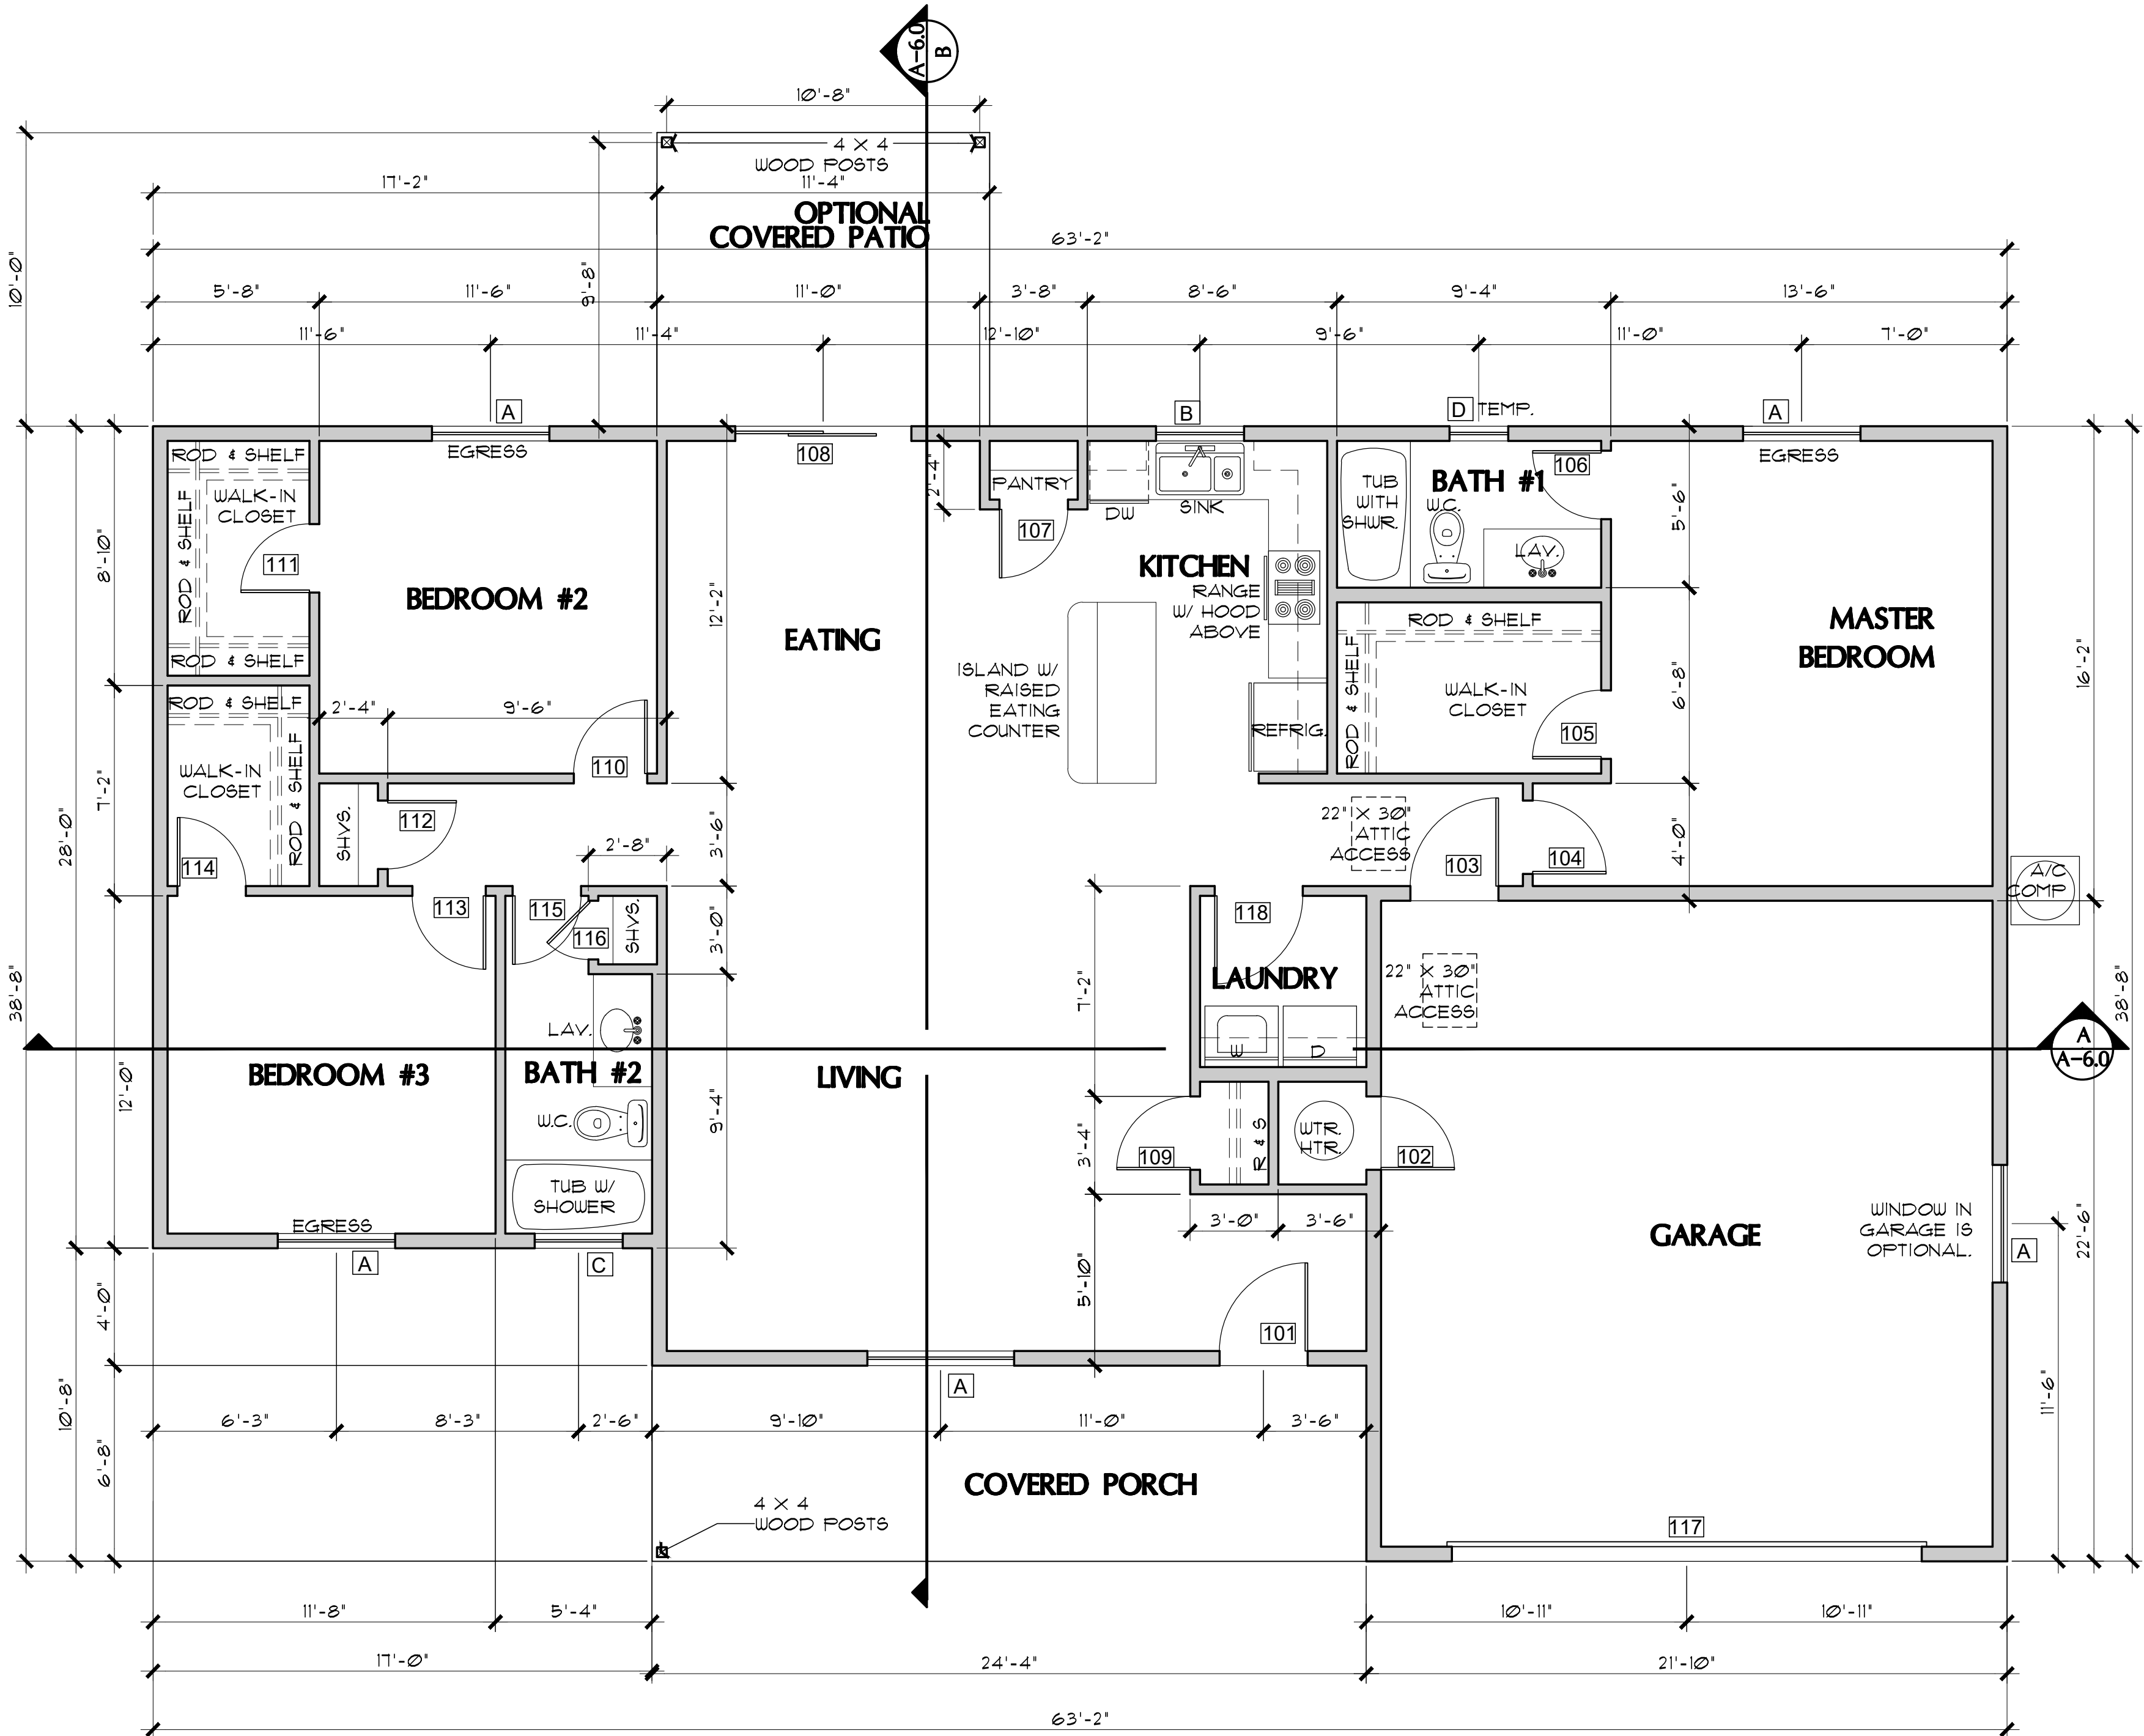 A-6.0
B
10'-8"
4 X 4
WOOD POSTS
17'-2"
11'-4"
OPTIONAL
COVERED PATIO
63'-2"
10'-0"
9'-8"
5'-8"
11'-6"
11'-0"
3'-8"
8'-6"
9'-4"
13'-6"
11'-6"
11'-4"
12'-10"
9'-6"
11'-0"
7'-0"
A
B
D TEMP.
A
EGRESS
108
EGRESS
ROD & SHELF
WALK-IN
CLOSET
ROD & SHELF
111
ROD & SHELF
8'-10"
BEDROOM #2
12'-2"
EATING
2'-4"
PANTRY
107
DW
SINK
KITCHEN
RANGE
W/ HOOD
ABOVE
ISLAND W/
RAISED
EATING
COUNTER
REFRIG.
TUB
WITH
SHWR.
BATH #1
W.C.
LAV.
106
5'-6"
ROD & SHELF
ROD & SHELF
WALK-IN
CLOSET
105
6'-8"
MASTER
BEDROOM
16'-2"
ROD & SHELF
2'-4"
9'-6"
WALK-IN
CLOSET
ROD & SHELF
7'-2"
28'-0"
110
SHVS.
112
114
3'-6"
2'-8"
22" X 30"
ATTIC
ACCESS
103
104
4'-0"
A/C
COMP
113
115
116
SHVS.
3'-0"
118
LAUNDRY
22" X 30"
ATTIC
ACCESS
7'-2"
38'-8"
38'-8"
W
D
A
A-6.0
LAV.
BEDROOM #3
BATH #2
LIVING
12'-0"
W.C.
9'-4"
3'-4"
109
R & S
WTR.
HTR.
102
TUB W/
SHOWER
EGRESS
3'-0"
3'-6"
GARAGE
WINDOW IN
GARAGE IS
OPTIONAL.
A
22'-6"
A
C
4'-0"
5'-10"
101
A
11'-6"
10'-8"
6'-3"
8'-3"
2'-6"
9'-10"
11'-0"
3'-6"
6'-8"
COVERED PORCH
4 X 4
WOOD POSTS
117
11'-8"
5'-4"
10'-11"
10'-11"
17'-0"
24'-4"
21'-10"
63'-2"